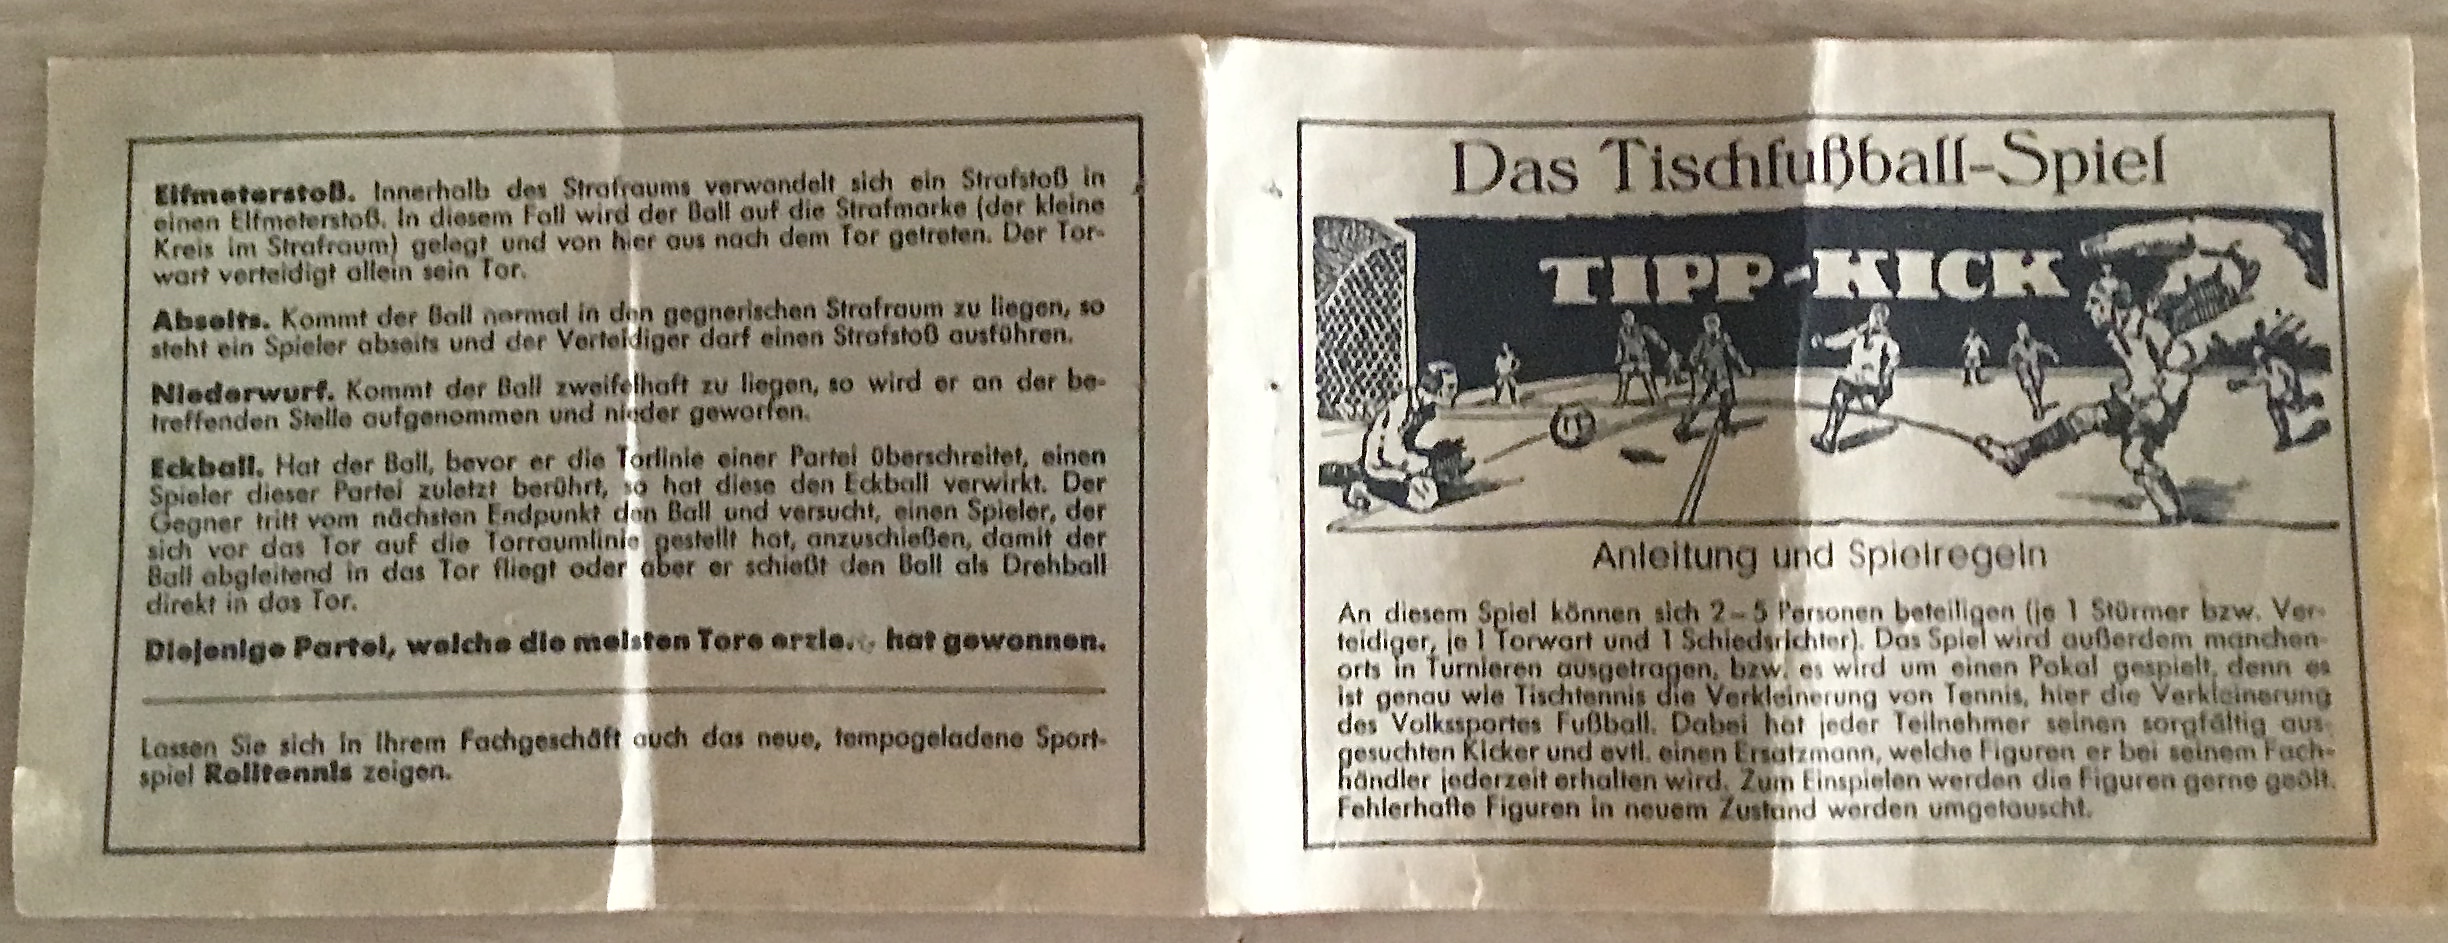 Elfmeterstoß. Innerhalb des Strafraums verwandelt sich ein Strafstoß in
einen Elfmeterstoß. In diesem Fall wird der Ball auf die Strafmarke (der kleine
Kreis im Strafraum) gelegt und von hier aus nach dem Tor getreten. Der Tor-
wart verteidigt allein sein Tor.
Abseits. Kommt der Ball normal in den gegnerischen Strafraum zu liegen, so
steht ein Spieler abseits und der Verteidiger darf einen Strafstoß ausführen.
Niederwurf. Kommt der Ball zweifelhaft zu liegen, so wird er an der be-
treffenden Stelle aufgenommen und nieder geworfen.
Eckball. Hat der Ball, bevor er die Torlinie einer Partei überschreitet, einen
Spieler dieser Partei zuletzt berührt, so hat diese den Eckball verwirkt. Der
Gegner tritt vom nächsten Endpunkt den Ball und versucht, einen Spieler, der
sich vor das Tor auf die Torraumlinie gestellt hat, anzuschießen, damit der
Ball abgleitend in das Tor fliegt oder aber er schießt den Ball als Drehball
direkt in das Tor.
Diejenige Partei, welche die meisten Tore hat gewonnen.
Lassen Sie sich in Ihrem Fachgeschäft auch das neue, tempogeladene Sport-
spiel Rolltennis zeigen.
Das Tischfußball-Spiel
TIPP-KICK
Anleitung und Spielregeln
An diesem Spiel können sich 2–5 Personen beteiligen (je 1 Stürmer bzw. Ver-
teidiger, je 1 Torwart und 1 Schiedsrichter). Das Spiel wird außerdem manchen-
orts in Turnieren ausgetragen, bzw. es wird um einen Pokal gespielt, denn es
ist genau wie Tischtennis die Verkleinerung von Tennis, hier die Verkleinerung
des Volkssportes Fußball. Dabei hat jeder Teilnehmer seinen sorgfältig aus-
gesuchten Kicker und evtl. einen Ersatzmann, welche Figuren er bei seinem Fach-
händler jederzeit erhalten wird. Zum Einspielen werden die Figuren gerne geölt.
Fehlerhafte Figuren in neuem Zustand werden umgetauscht.